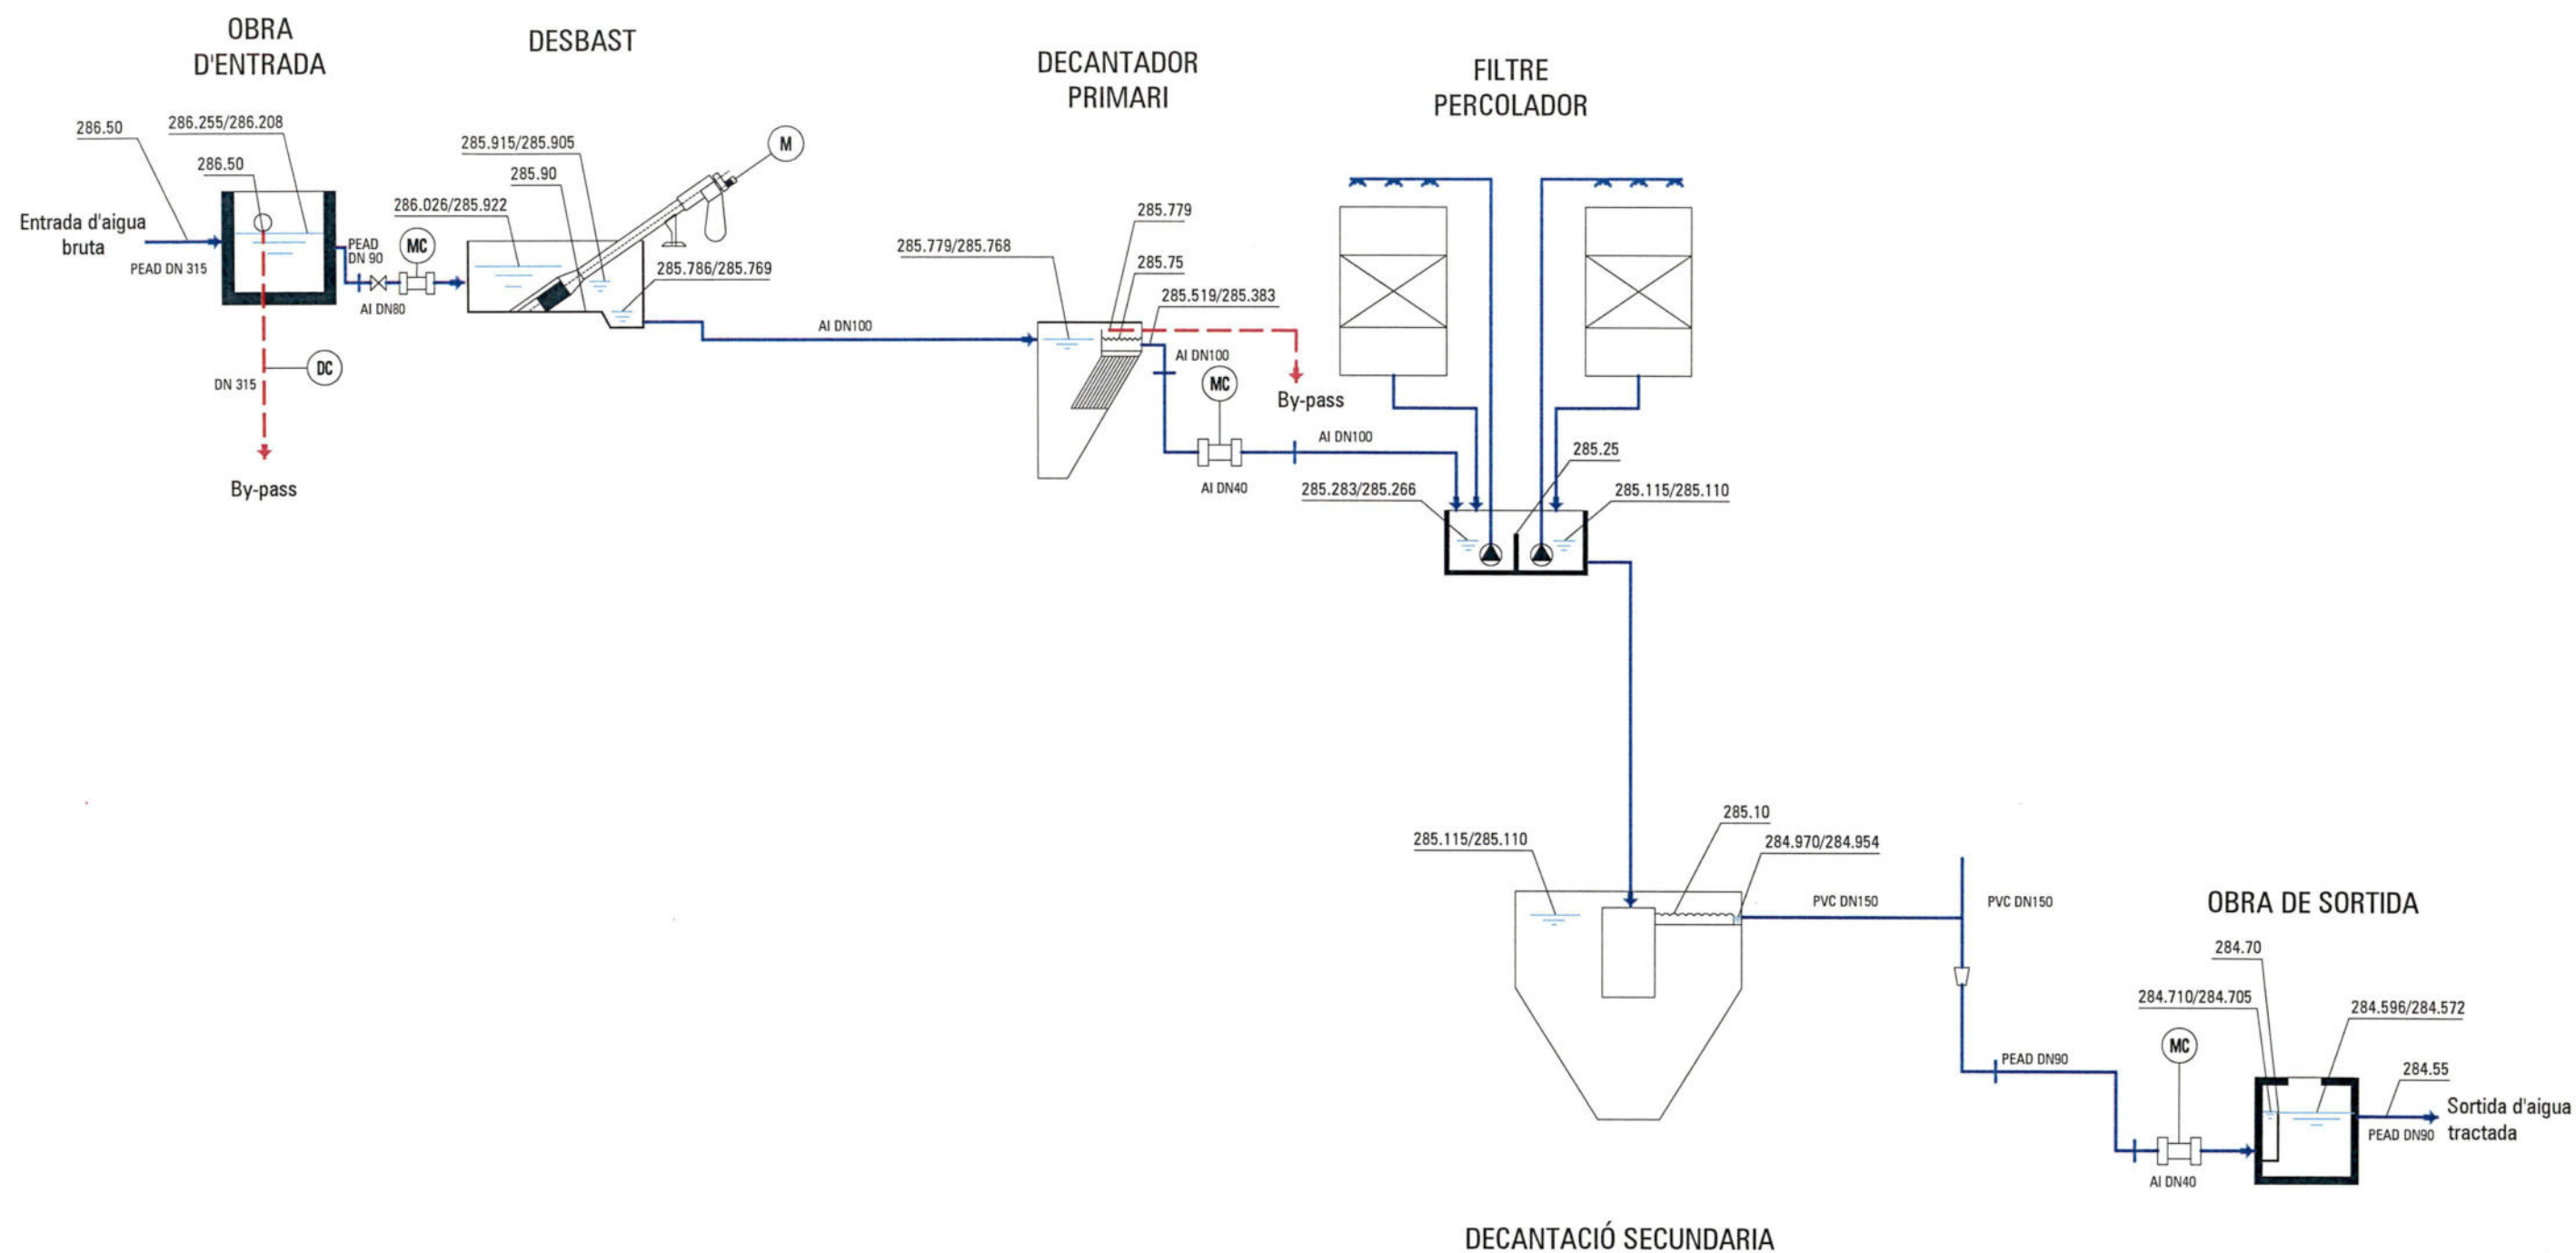 OBRA
D'ENTRADA
DESBAST
DECANTADOR
PRIMARI
FILTRE
PERCOLADOR
286.50
286.255/286.208
286.50
Entrada d'aigua
bruta
PEAD DN 315
PEAD
DN 90
MC
AI DN80
DN 315
DC
By-pass
285.915/285.905
285.90
286.026/285.922
M
285.786/285.769
AI DN100
285.779/285.768
285.779
285.75
285.519/285.383
AI DN100
MC
By-pass
AI DN100
AI DN40
285.25
285.283/285.266
285.115/285.110
285.115/285.110
285.10
284.970/284.954
PVC DN150
PVC DN150
OBRA DE SORTIDA
284.70
284.710/284.705
284.596/284.572
MC
PEAD DN90
284.55
Sortida d'aigua
tractada
PEAD DN90
AI DN40
DECANTACIÓ SECUNDARIA